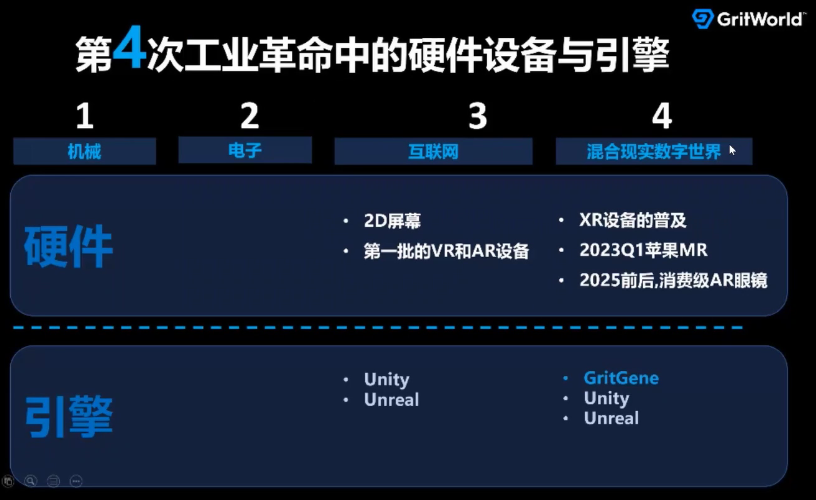 GritWorld™
第4次工业革命中的硬件设备与引擎
1 2 3 4
机械 电子 互联网 混合现实数字世界
硬件
• 2D屏幕
• 第一批的VR和AR设备
• XR设备的普及
• 2023Q1苹果MR
• 2025前后,消费级AR眼镜
引擎
• Unity
• Unreal
• GritGene
• Unity
• Unreal